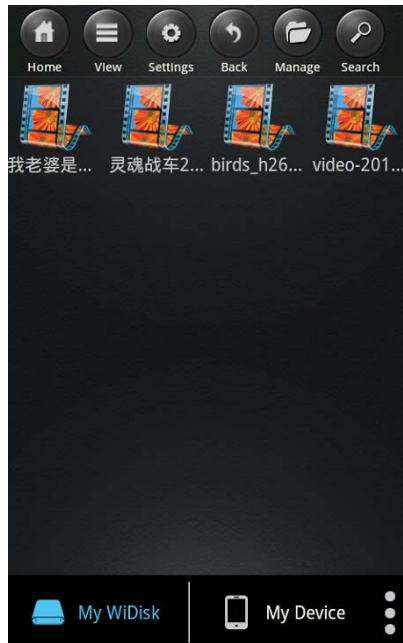 Home View Settings Back Manage Search
我老婆是... 灵魂战车2... birds_h26... video-201...
My WiDisk My Device